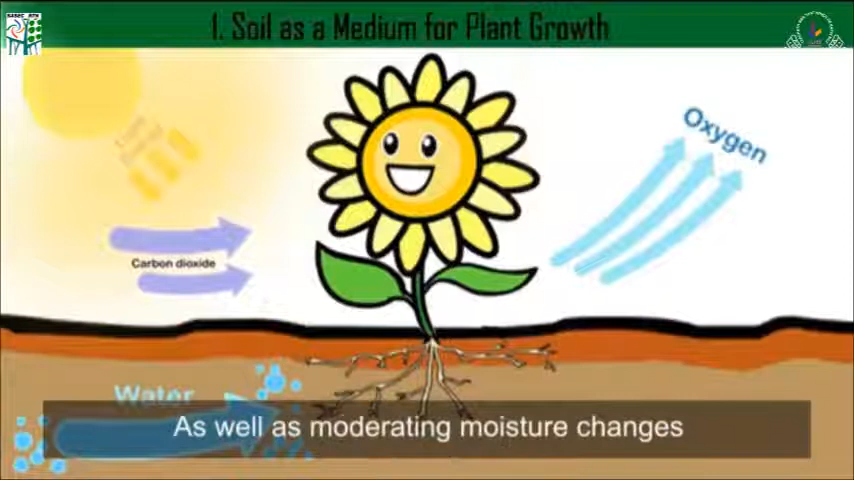 1. Soil as a Medium for Plant Growth
Oxygen
Carbon dioxide
Water
As well as moderating moisture changes